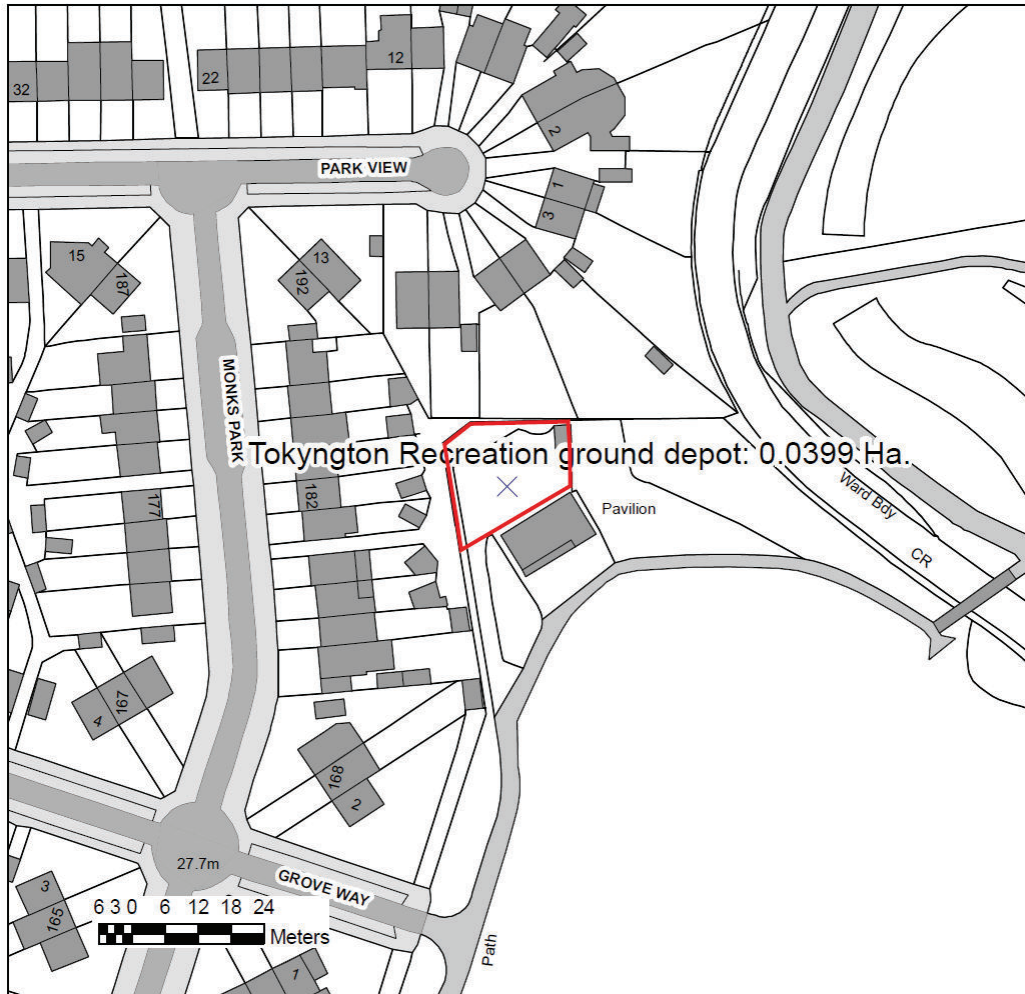 32
22
12
2
PARK VIEW
1
3
15
187
13
192
MONKS PARK
Tokyngton Recreation ground depot: 0.0399 Ha.
177
182
Pavilion
Ward Bdy
CR
167
4
168
2
27.7m
GROVE WAY
3
165
6 3 0 6 12 18 24
Meters
Path
1